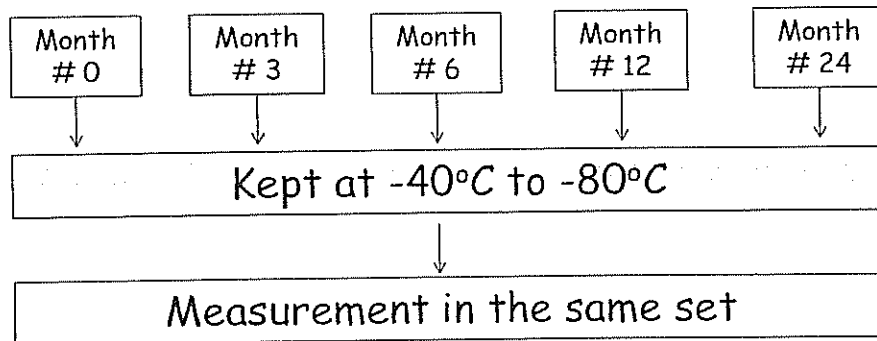 Month
# 0
Month
# 3
Month
# 6
Month
# 12
Month
# 24
Kept at -40°C to -80°C
Measurement in the same set